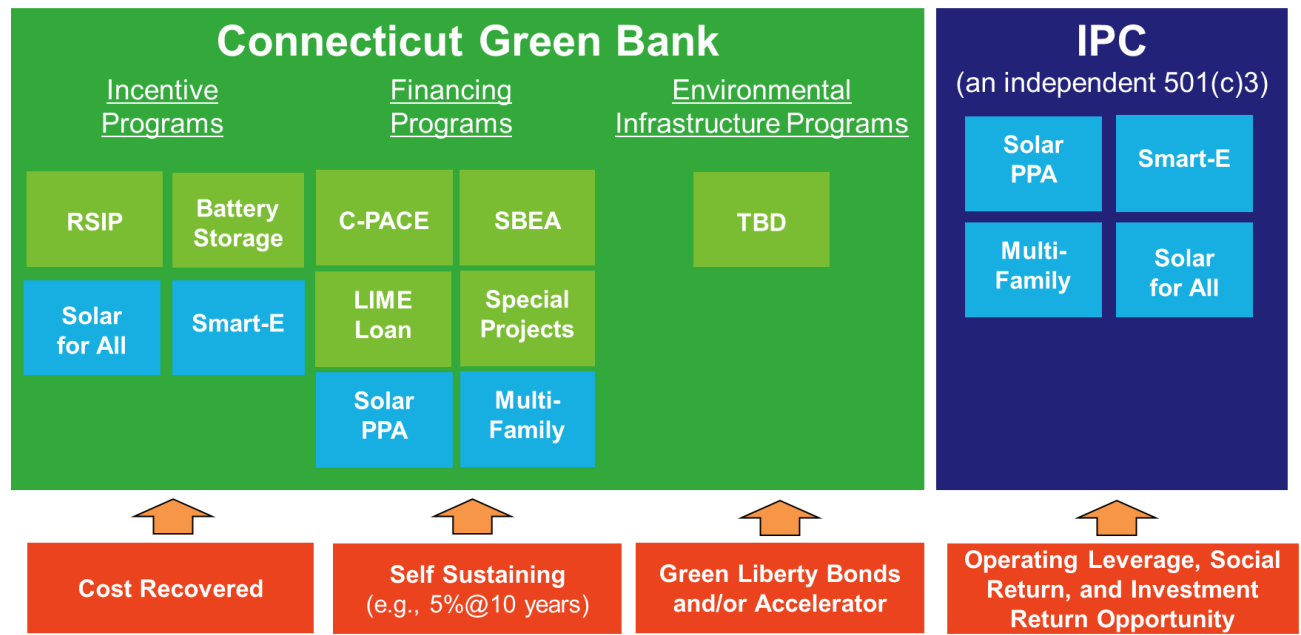 Connecticut Green Bank
Incentive
Programs
RSIP
Battery
Storage
Solar
for All
Smart-E
Financing
Programs
C-PACE
SBEA
LIME
Loan
Special
Projects
Solar
PPA
Multi-
Family
Environmental
Infrastructure Programs
TBD
IPC
(an independent 501(c)3)
Solar
PPA
Smart-E
Multi-
Family
Solar
for All
Cost Recovered
Self Sustaining
(e.g., 5%@10 years)
Green Liberty Bonds
and/or Accelerator
Operating Leverage, Social
Return, and Investment
Return Opportunity